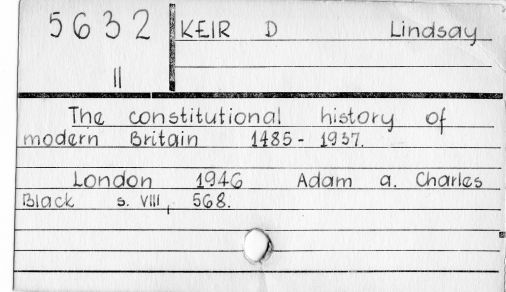 5632 KEIR D Lindsay
II
The constitutional history of
modern Britain 1485-1937.
London 1946 Adam a. Charles
Black s. VIII, 568.